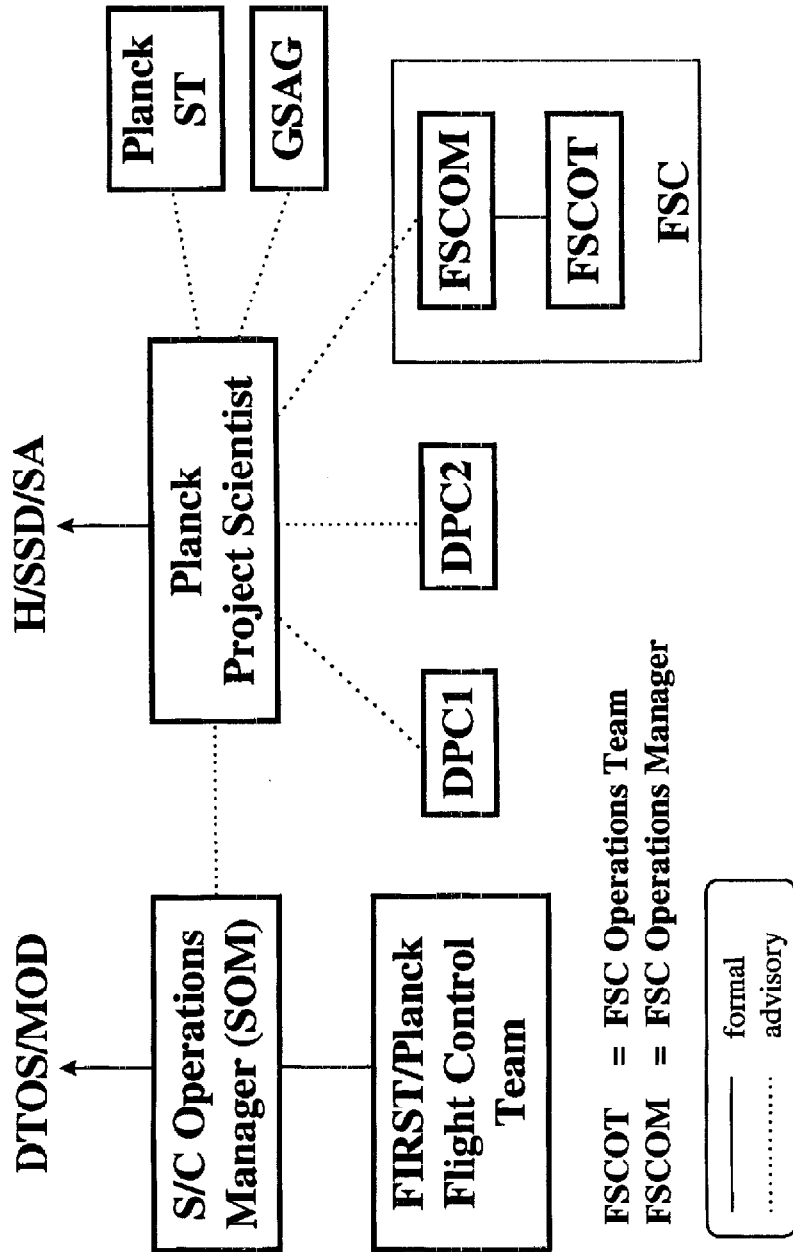 DTOS/MOD
H/SSD/SA
S/C Operations
Manager (SOM)
Planck
Project Scientist
Planck
ST
GSAG
FIRST/Planck
Flight Control
Team
DPC1
DPC2
FSCOM
FSCOT
FSC
FSCOT = FSC Operations Team
FSCOM = FSC Operations Manager
formal
advisory